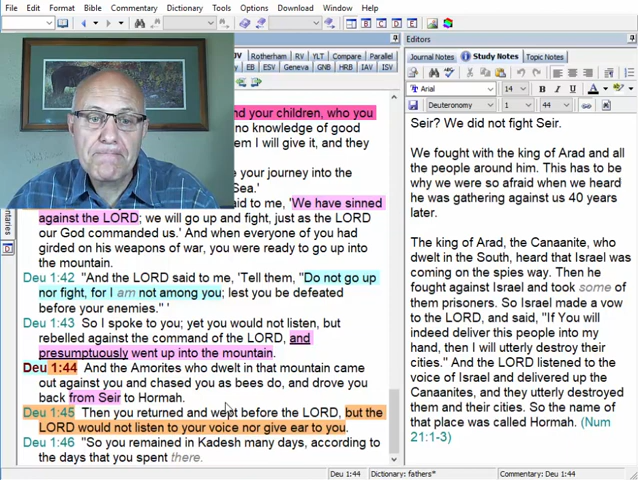 File Edit View Bookmarks Bible Commentary Dictionary Tools Options Download Window Help
Rotherham RV YLT Compare Parallel
EB ESV Geneva GNB HRB IAV ISV
nd your children, who you
no knowledge of good
em I will give it, and they
e your journey into the
Sea.'
aid to me, 'We have sinned
against the LORD; we will go up and fight, just as the LORD
our God commanded us.' And when everyone of you had
girded on his weapons of war, you were ready to go up into
the mountain.
Deu 1:42 "And the LORD said to me, 'Tell them, "Do not go up
nor fight, for I am not among you; lest you be defeated
before your enemies." '
Deu 1:43 So I spoke to you; yet you would not listen, but
rebelled against the command of the LORD, and
presumptuously went up into the mountain.
Deu 1:44 And the Amorites who dwelt in that mountain came
out against you and chased you as bees do, and drove you
back from Seir to Hormah.
Deu 1:45 Then you returned and wept before the LORD, but the
LORD would not listen to your voice nor give ear to you.
Deu 1:46 "So you remained in Kadesh many days, according to
the days that you spent there.
ntaries
Editors
Journal Notes Study Notes Topic Notes
Arial 14 B I U A
Deuteronomy 1 44
Seir? We did not fight Seir.
We fought with the king of Arad and all
the people around him. This has to be
why we were so afraid when we heard
he was gathering against us 40 years
later.
The king of Arad, the Canaanite, who
dwelt in the South, heard that Israel was
coming on the spies way. Then he
fought against Israel and took some of
them prisoners. So Israel made a vow
to the LORD, and said, "If You will
indeed deliver this people into my
hand, then I will utterly destroy their
cities." And the LORD listened to the
voice of Israel and delivered up the
Canaanites, and they utterly destroyed
them and their cities. So the name of
that place was called Hormah. (Num
21:1-3)
Deu 1:44 Dictionary: fathers* Commentary: Deu 1:44